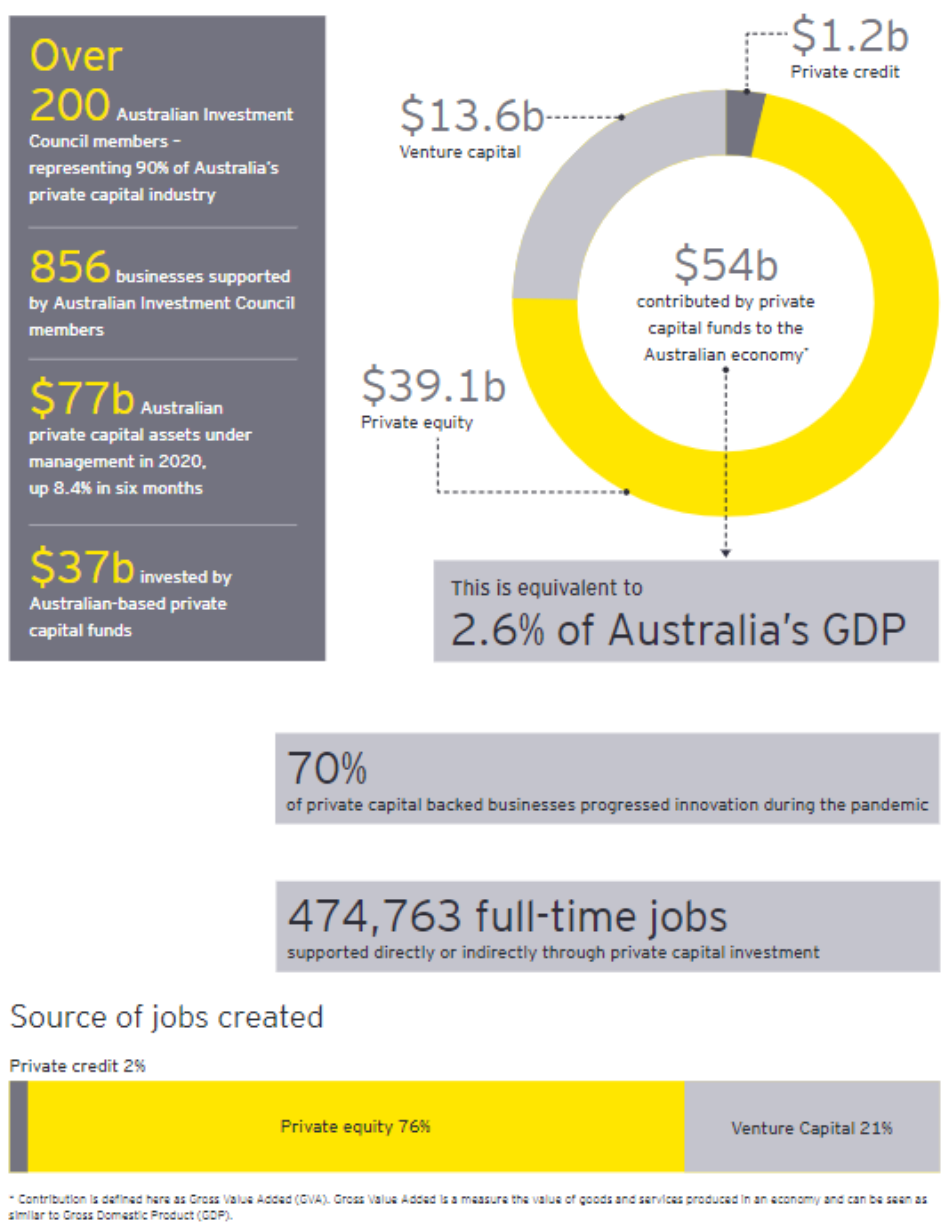 Over
200 Australian Investment
Council members –
representing 90% of Australia's
private capital industry
856 businesses supported
by Australian Investment Council
members
$77b Australian
private capital assets under
management in 2020,
up 8.4% in six months
$37b invested by
Australian-based private
capital funds
$1.2b
Private credit
$13.6b
Venture capital
$54b
contributed by private
capital funds to the
Australian economy*
$39.1b
Private equity
This is equivalent to
2.6% of Australia's GDP
70%
of private capital backed businesses progressed innovation during the pandemic
474,763 full-time jobs
supported directly or indirectly through private capital investment
Source of jobs created
Private credit 2%
Private equity 76%
Venture Capital 21%
* Contribution is defined here as Gross Value Added (GVA). Gross Value Added is a measure the value of goods and services produced in an economy and can be seen as
similar to Gross Domestic Product (GDP).